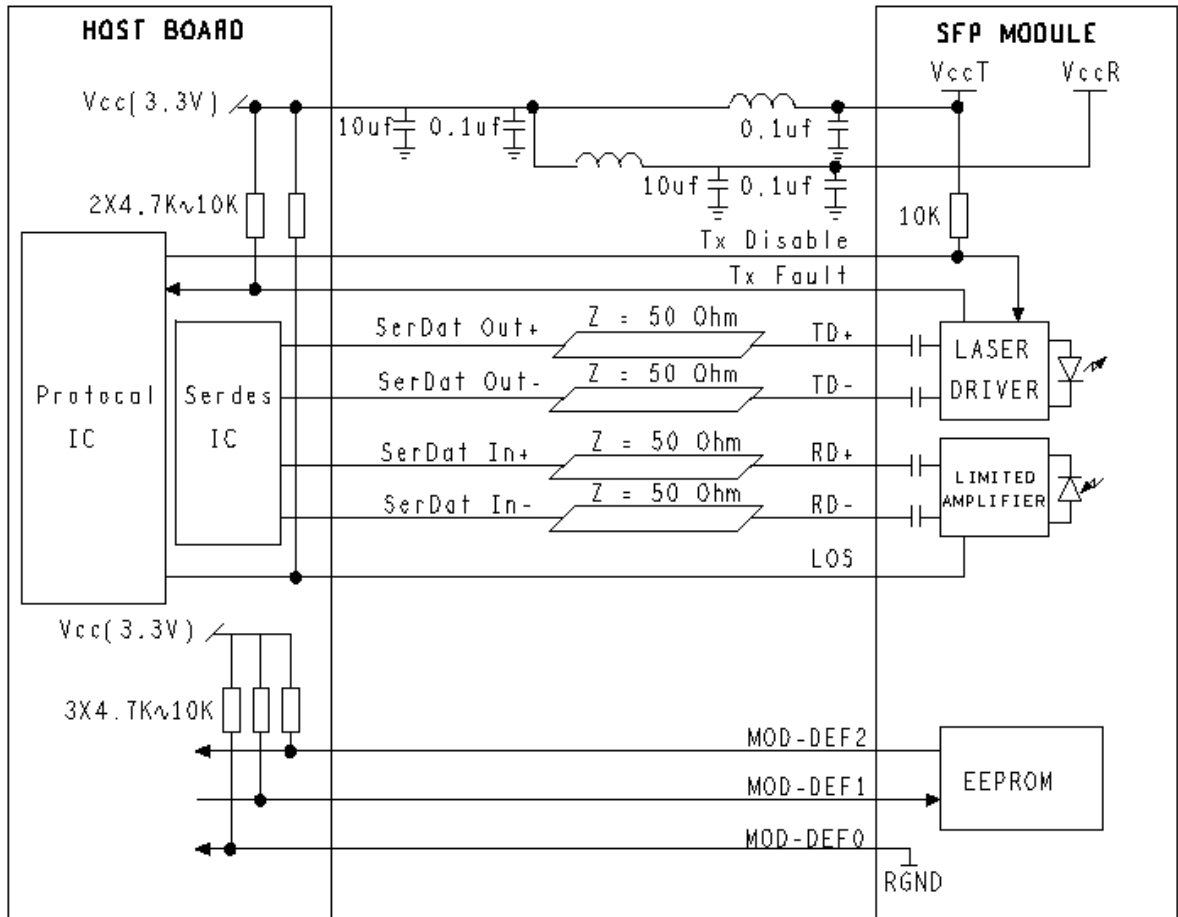 HOST BOARD
SFP MODULE
VccT
VccR
Vcc(3.3V)
10uf
0.1uf
0.1uf
10uf
0.1uf
2X4.7K~10K
10K
Tx Disable
Tx Fault
SerDat Out+
Z = 50 Ohm
TD+
SerDat Out-
Z = 50 Ohm
TD-
LASER
DRIVER
Protocal
IC
Serdes
IC
SerDat In+
Z = 50 Ohm
RD+
SerDat In-
Z = 50 Ohm
RD-
LIMITED
AMPLIFIER
LOS
Vcc(3.3V)
3X4.7K~10K
MOD-DEF2
MOD-DEF1
MOD-DEF0
EEPROM
RGND